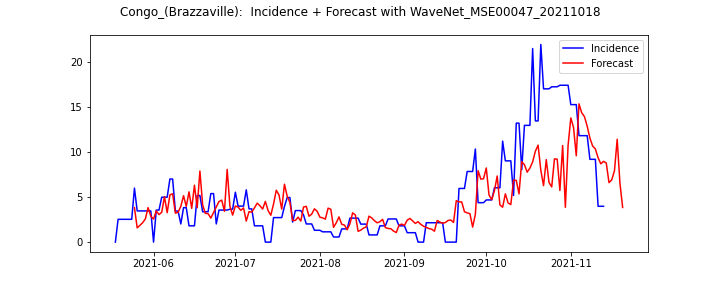 Congo_(Brazzaville):  Incidence + Forecast with WaveNet_MSE00047_20211018
Incidence
Forecast
20
15
10
5
0
2021-06 2021-07 2021-08 2021-09 2021-10 2021-11